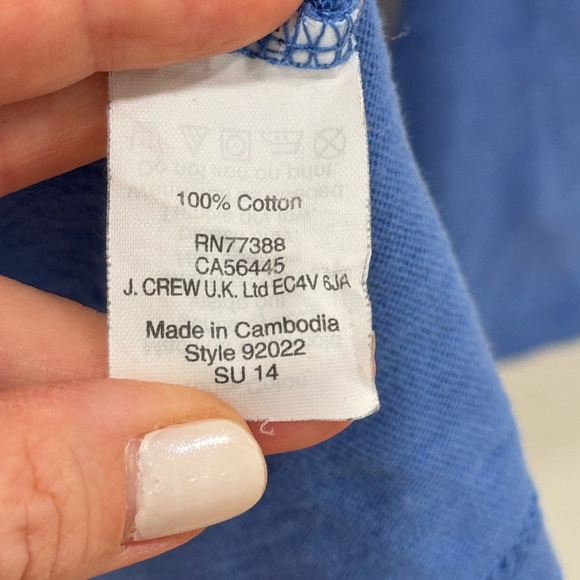 100% Cotton
RN77388
CA56445
J. CREW U.K. Ltd EC4V 6JA
Made in Cambodia
Style 92022
SU 14